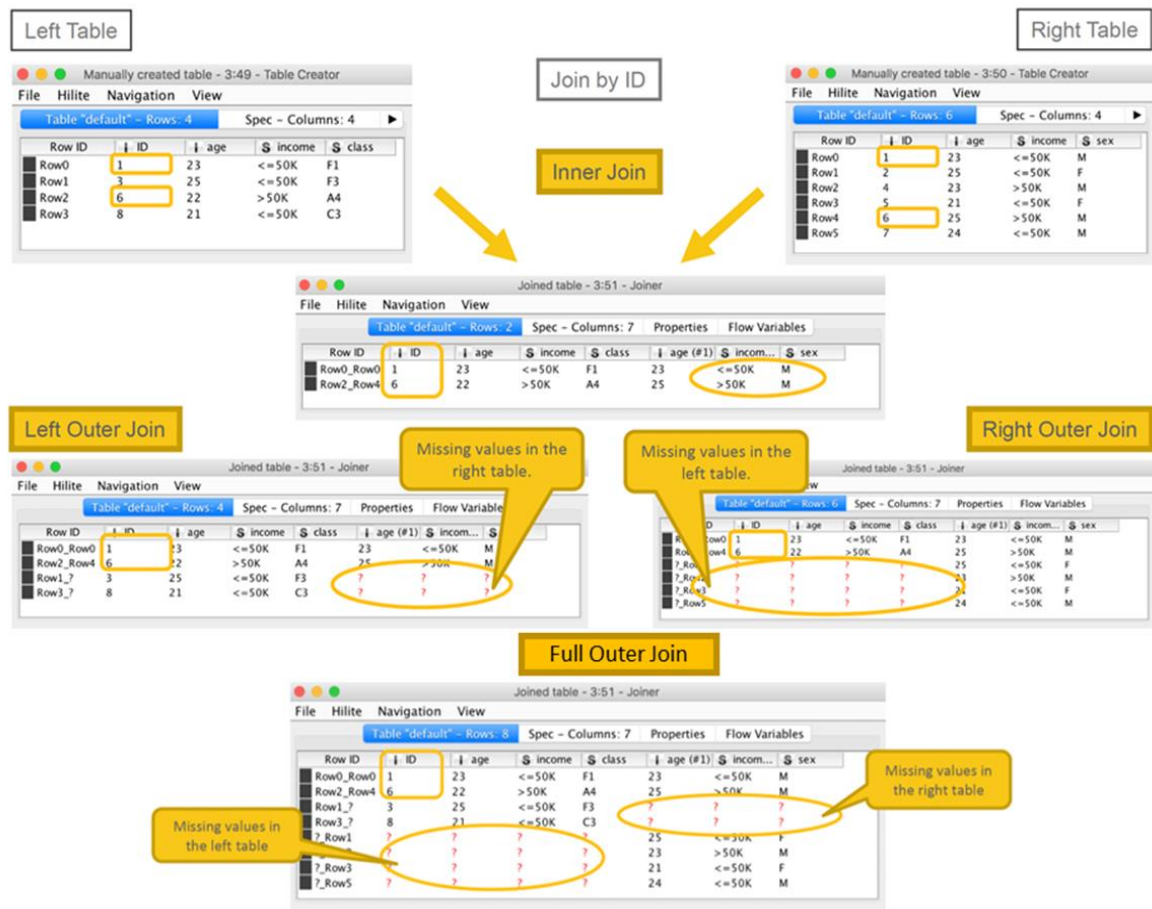 Left Table
Right Table
Join by ID
Inner Join
Manually created table - 3:49 - Table Creator
File Hilite Navigation View
Table "default" – Rows: 4 Spec – Columns: 4
Row ID ID age income class
Row0 1 23 <=50K F1
Row1 3 25 <=50K F3
Row2 6 22 >50K A4
Row3 8 21 <=50K C3
Manually created table - 3:50 - Table Creator
File Hilite Navigation View
Table "default" – Rows: 6 Spec – Columns: 4
Row ID ID age income sex
Row0 1 23 <=50K M
Row1 2 25 <=50K F
Row2 4 23 >50K M
Row3 5 21 <=50K F
Row4 6 25 >50K M
Row5 7 24 <=50K M
Joined table - 3:51 - Joiner
File Hilite Navigation View
Table "default" – Rows: 2 Spec – Columns: 7 Properties Flow Variables
Row ID ID age income class age (#1) incom... sex
Row0_Row0 1 23 <=50K F1 23 <=50K M
Row2_Row4 6 22 >50K A4 25 >50K M
Left Outer Join
Missing values in the
right table.
Joined table - 3:51 - Joiner
File Hilite Navigation View
Table "default" – Rows: 4 Spec – Columns: 7 Properties Flow Variables
Row ID ID age income class age (#1) incom...
Row0_Row0 1 23 <=50K F1 23 <=50K M
Row2_Row4 6 22 >50K A4 25 >50K M
Row1_? 3 25 <=50K F3 ? ? ?
Row3_? 8 21 <=50K C3 ? ? ?
Right Outer Join
Missing values in the
left table.
Joined table - 3:51 - Joiner
Table "default" – Rows: 6 Spec – Columns: 7 Properties Flow Variables
ID age income class age (#1) incom... sex
1 23 <=50K F1 23 <=50K M
6 22 >50K A4 25 >50K M
? ? ? ? 25 <=50K F
? ? ? ? 23 >50K M
?_Row3 ? ? ? ? 21 <=50K F
?_Row5 ? ? ? ? 24 <=50K M
Full Outer Join
Joined table - 3:51 - Joiner
File Hilite Navigation View
Table "default" – Rows: 8 Spec – Columns: 7 Properties Flow Variables
Row ID ID age income class age (#1) incom... sex
Row0_Row0 1 23 <=50K F1 23 <=50K M
Row2_Row4 6 22 >50K A4 25 >50K M
Row1_? 3 25 <=50K F3 ? ? ?
Row3_? 8 21 <=50K C3 ? ? ?
?_Row1 ? ? ? ? 25 <=50K F
? ? ? ? 23 >50K M
?_Row3 ? ? ? ? 21 <=50K F
?_Row5 ? ? ? ? 24 <=50K M
Missing values in
the right table
Missing values in
the left table